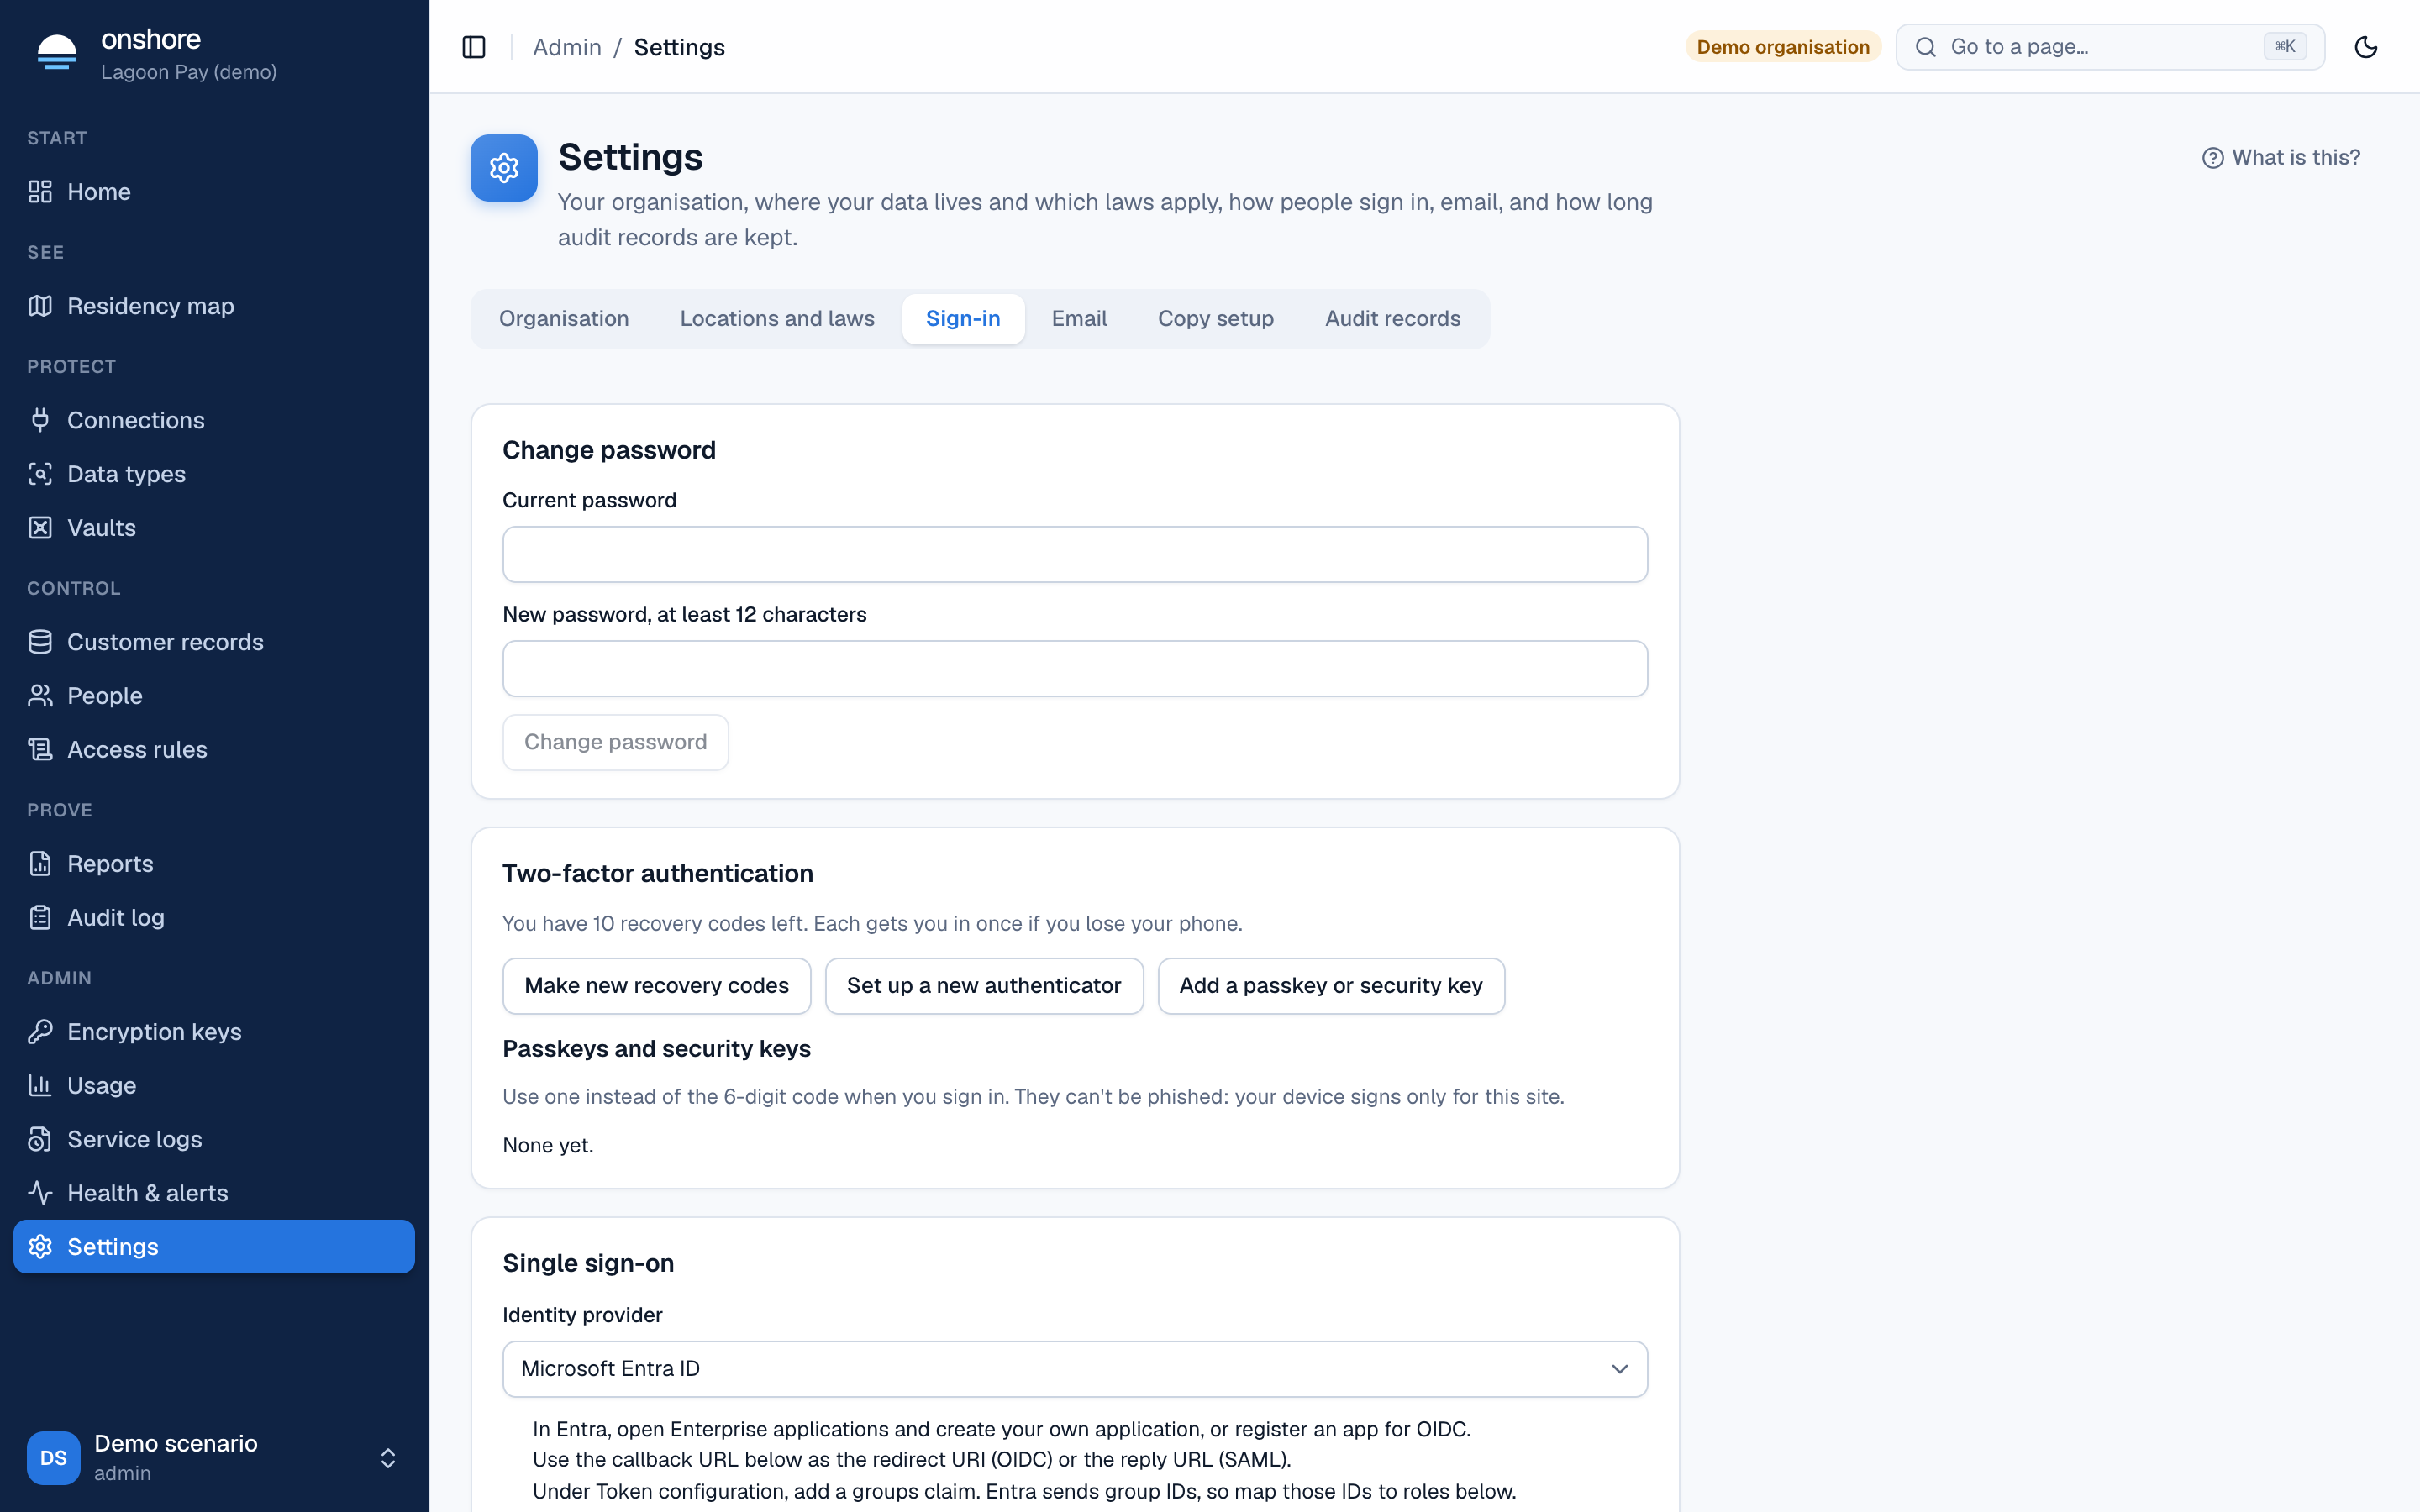 onshore
Lagoon Pay (demo)
START
Home
SEE
Residency map
PROTECT
Connections
Data types
Vaults
CONTROL
Customer records
People
Access rules
PROVE
Reports
Audit log
ADMIN
Encryption keys
Usage
Service logs
Health & alerts
Settings
DS
Demo scenario
admin
Admin / Settings
Demo organisation
Go to a page...
⌘K
Settings
What is this?
Your organisation, where your data lives and which laws apply, how people sign in, email, and how long
audit records are kept.
Organisation
Locations and laws
Sign-in
Email
Copy setup
Audit records
Change password
Current password
New password, at least 12 characters
Change password
Two-factor authentication
You have 10 recovery codes left. Each gets you in once if you lose your phone.
Make new recovery codes
Set up a new authenticator
Add a passkey or security key
Passkeys and security keys
Use one instead of the 6-digit code when you sign in. They can't be phished: your device signs only for this site.
None yet.
Single sign-on
Identity provider
Microsoft Entra ID
In Entra, open Enterprise applications and create your own application, or register an app for OIDC.
Use the callback URL below as the redirect URI (OIDC) or the reply URL (SAML).
Under Token configuration, add a groups claim. Entra sends group IDs, so map those IDs to roles below.